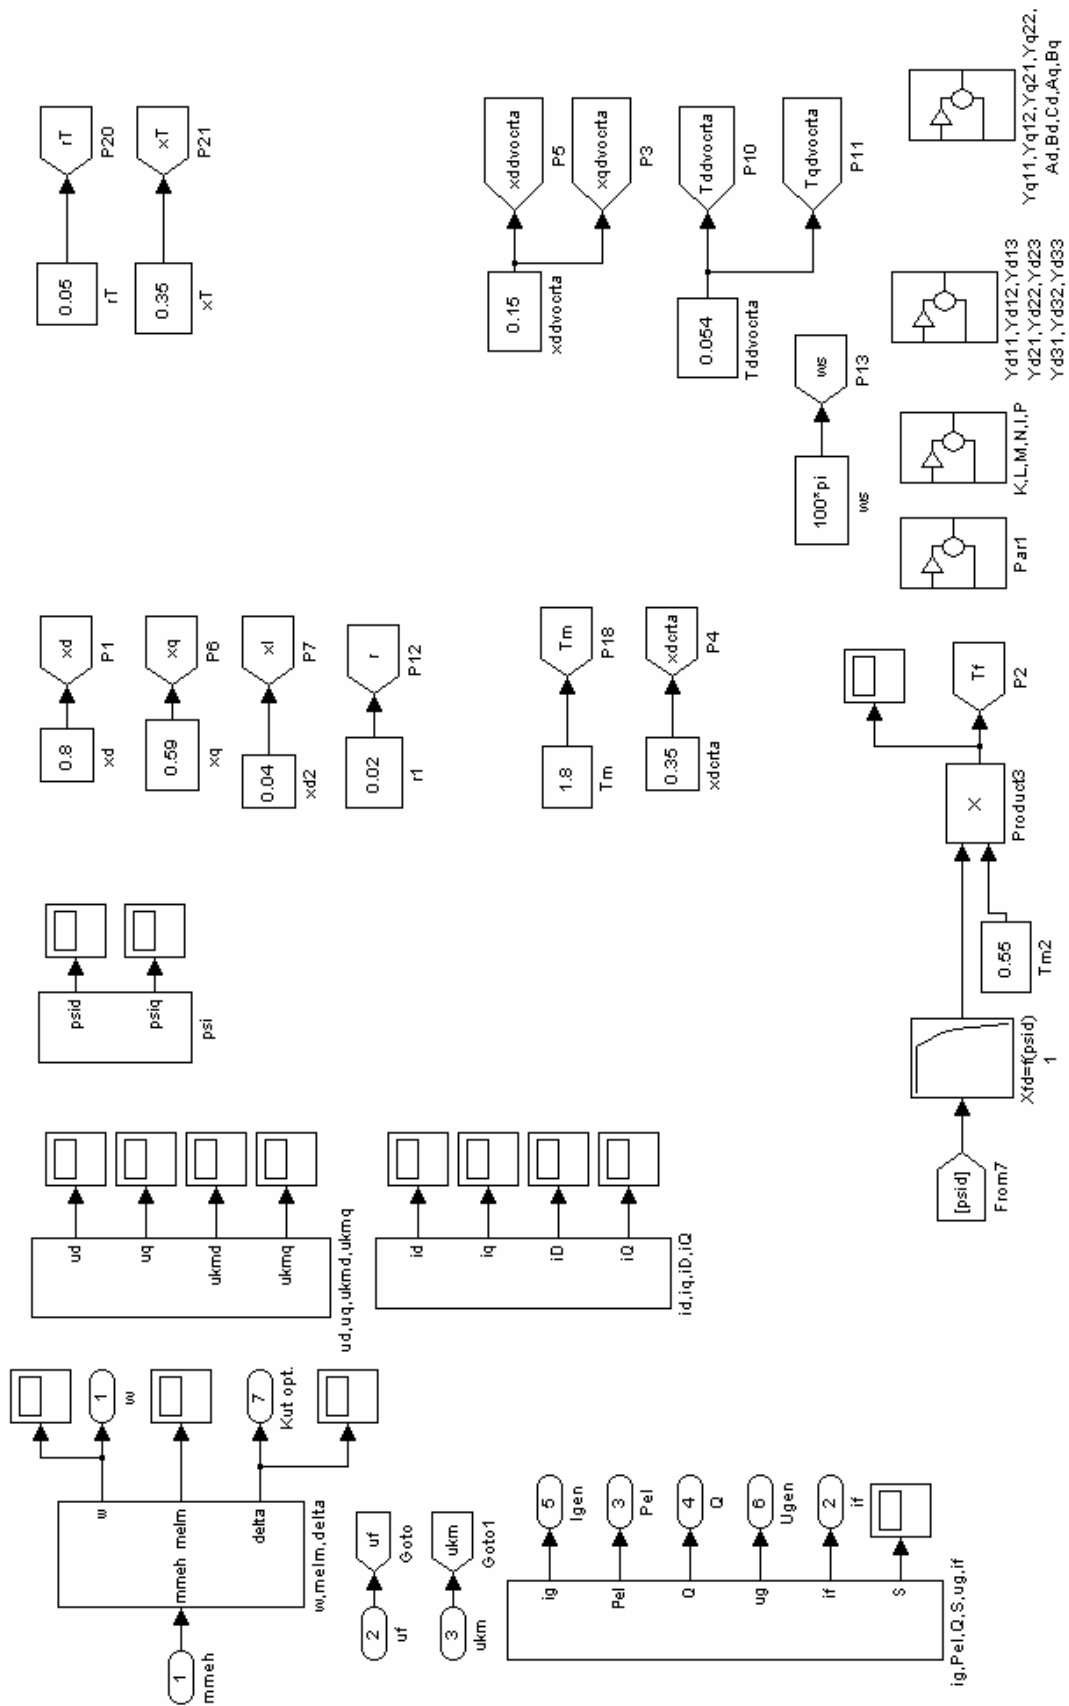 1
mmeh
mmeh melm
w
delta
w,melm,delta
1
w
7
Kut opt.
ud
uq
ukmd
ukmq
ud,uq,ukmd,ukmq
psid
psiq
psi
0.8
xd
xd
P1
0.59
xq
xq
P6
0.04
xd2
xl
P7
0.02
r1
r
P12
0.05
rT
rT
P20
0.35
xT
xT
P21
2
uf
uf
Goto
3
ukm
ukm
Goto1
id
iq
iD
iQ
id,iq,iD,iQ
1.8
Tm
Tm
P18
0.35
xdcrta
xdcrta
P4
0.15
xddvocrta
xddvocrta
P5
xqdvocrta
P3
0.054
Tddvocrta
Tddvocrta
P10
Tqdvocrta
P11
100*pi
ws
ws
P13
ig
Pel
Q
ug
if
S
ig,Pel,Q,S,ug,if
5
Igen
3
Pel
4
Q
6
Ugen
2
if
[psid]
From7
Xfd=f(psid)
1
0.55
Tm2
X
Product3
Tf
P2
Par1
K,L,M,N,I,P
Yd11,Yd12,Yd13
Yd21,Yd22,Yd23
Yd31,Yd32,Yd33
Yq11,Yq12,Yq21,Yq22,
Ad,Bd,Cd,Aq,Bq